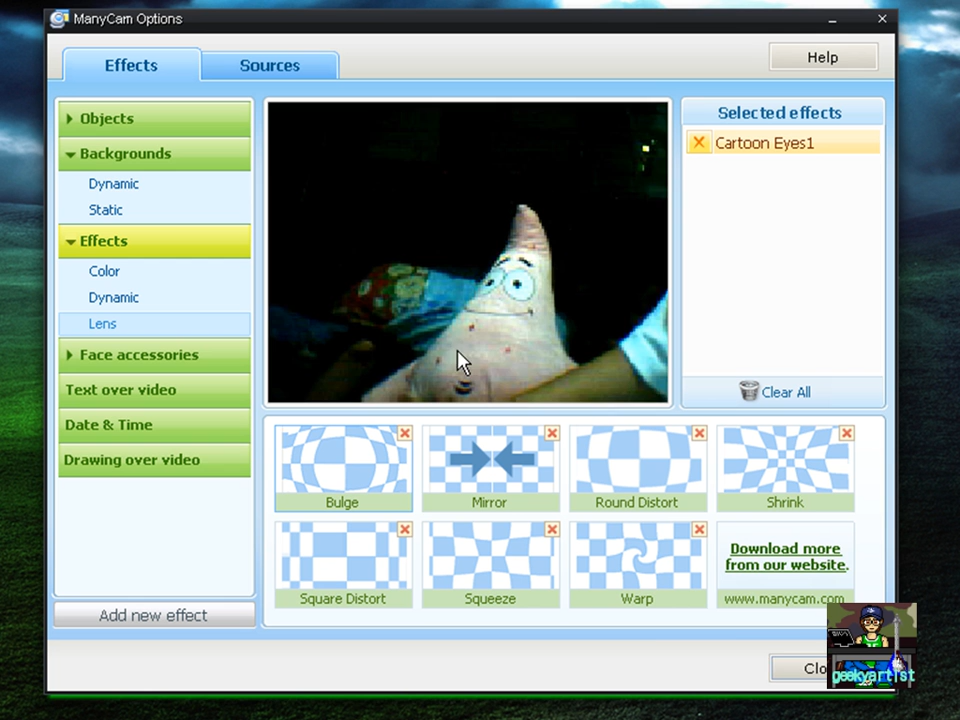 ManyCam Options
Effects
Sources
Help
Objects
Backgrounds
Dynamic
Static
Effects
Color
Dynamic
Lens
Face accessories
Text over video
Date & Time
Drawing over video
Add new effect
Selected effects
Cartoon Eyes1
Clear All
Bulge
Mirror
Round Distort
Shrink
Square Distort
Squeeze
Warp
Download more
from our website.
www.manycam.com
Clo
geekyartist